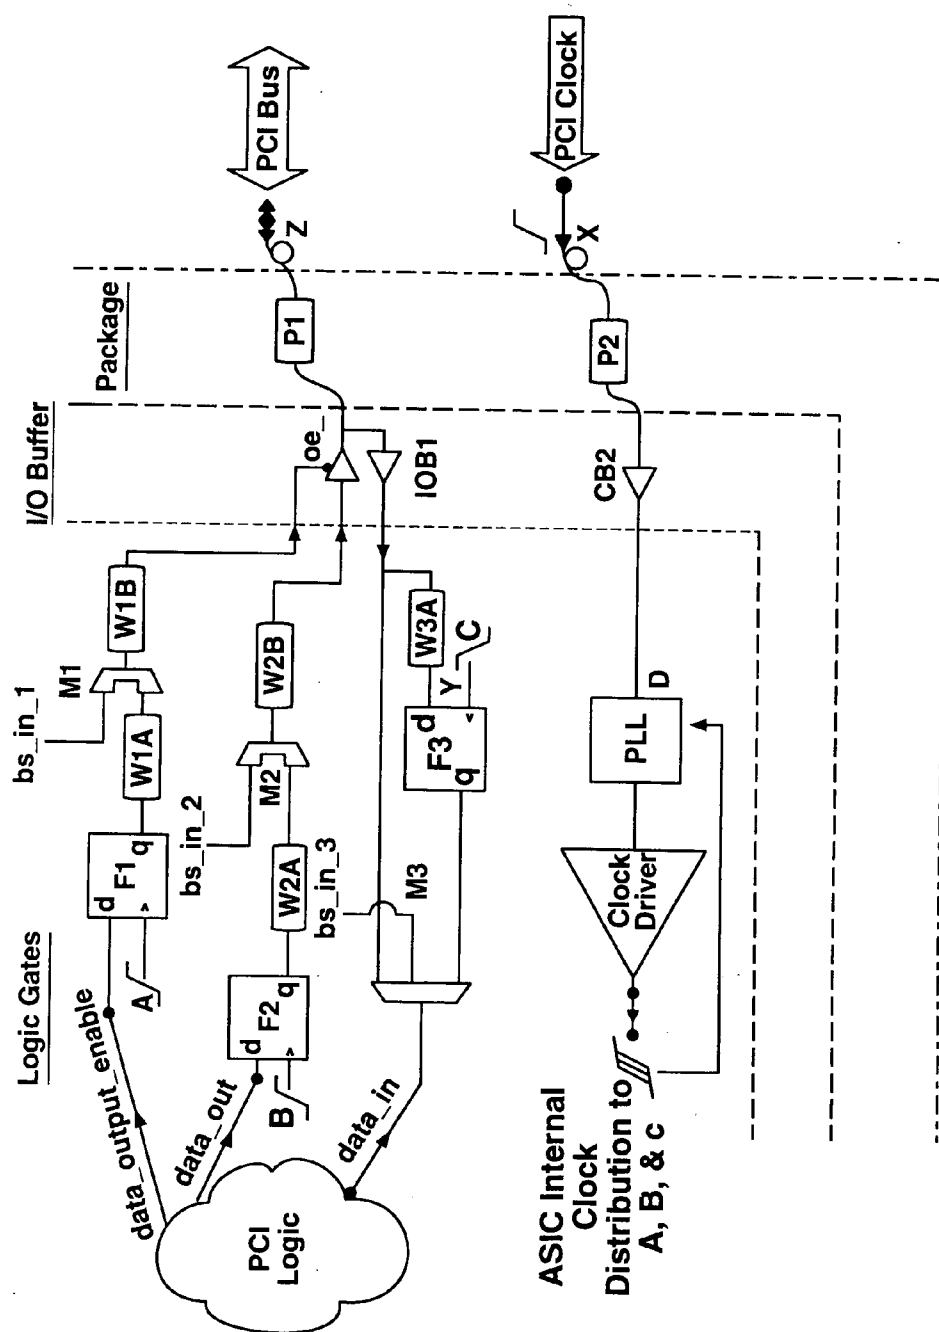 Logic Gates
I/O Buffer
Package
bs_in_1
M1
data_output_enable
d
F1
q
A
W1A
W1B
bs_in_2
M2
oe_
PCI Bus
Z
P1
data_out
d
F2
q
B
W2A
W2B
bs_in_3
M3
IOB1
PCI
Logic
data_in
q
F3
d
Y
C
W3A
ASIC Internal
Clock
Distribution to
A, B, & c
Clock
Driver
PLL
D
CB2
P2
X
PCI Clock